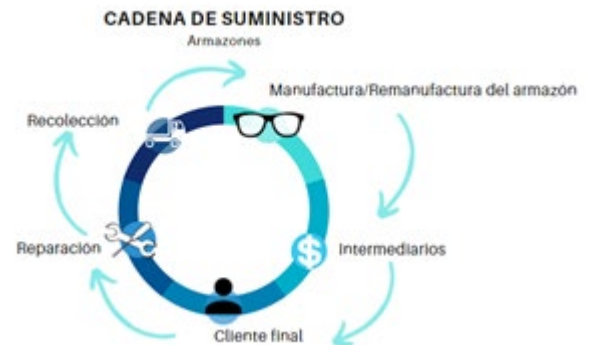 CADENA DE SUMINISTRO
Armazones
Manufactura/Remanufactura del armazón
Recolección
Reparación
$
Intermediarios
Cliente final